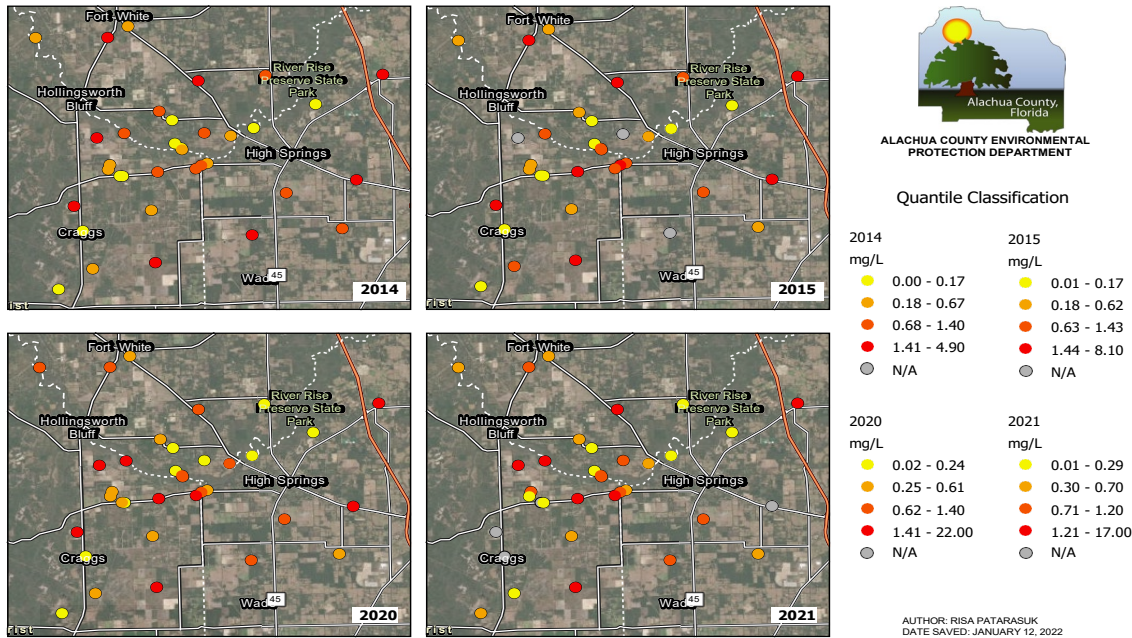 Fort White
River Rise
Preserve State
Park
Hollingsworth
Bluff
High Springs
Craggs
Wade
45
rist
2014
Fort White
River Rise
Preserve State
Park
Hollingsworth
Bluff
High Springs
Craggs
Wade
45
rist
2015
Fort White
River Rise
Preserve State
Park
Hollingsworth
Bluff
High Springs
Craggs
Wade
45
rist
2020
Fort White
River Rise
Preserve State
Park
Hollingsworth
Bluff
High Springs
Craggs
Wade
45
rist
2021
Alachua County,
Florida
ALACHUA COUNTY ENVIRONMENTAL
PROTECTION DEPARTMENT
Quantile Classification
2014
mg/L
0.00 - 0.17
0.18 - 0.67
0.68 - 1.40
1.41 - 4.90
N/A
2015
mg/L
0.01 - 0.17
0.18 - 0.62
0.63 - 1.43
1.44 - 8.10
N/A
2020
mg/L
0.02 - 0.24
0.25 - 0.61
0.62 - 1.40
1.41 - 22.00
N/A
2021
mg/L
0.01 - 0.29
0.30 - 0.70
0.71 - 1.20
1.21 - 17.00
N/A
AUTHOR: RISA PATARASUK
DATE SAVED: JANUARY 12, 2022